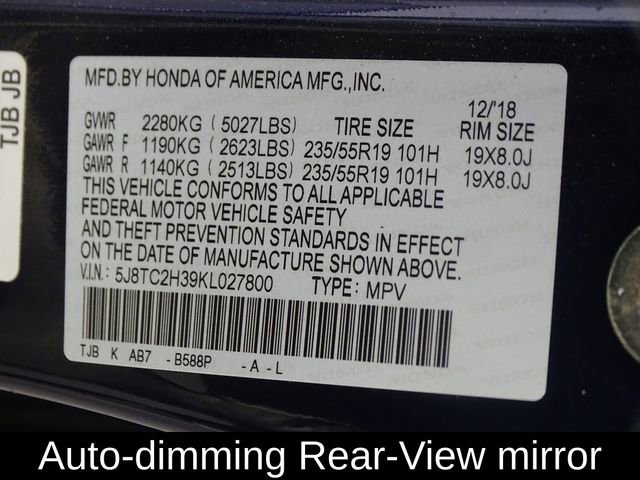 TJB JB
MFD.BY HONDA OF AMERICA MFG.,INC.
12/'18
GVWR 2280KG (5027LBS) TIRE SIZE RIM SIZE
GAWR F 1190KG (2623LBS) 235/55R19 101H 19X8.0J
GAWR R 1140KG (2513LBS) 235/55R19 101H 19X8.0J
THIS VEHICLE CONFORMS TO ALL APPLICABLE
FEDERAL MOTOR VEHICLE SAFETY
AND THEFT PREVENTION STANDARDS IN EFFECT
ON THE DATE OF MANUFACTURE SHOWN ABOVE.
V.I.N.: 5J8TC2H39KL027800 TYPE: MPV
TJB K AB7 -B588P -A-L
Auto-dimming Rear-View mirror